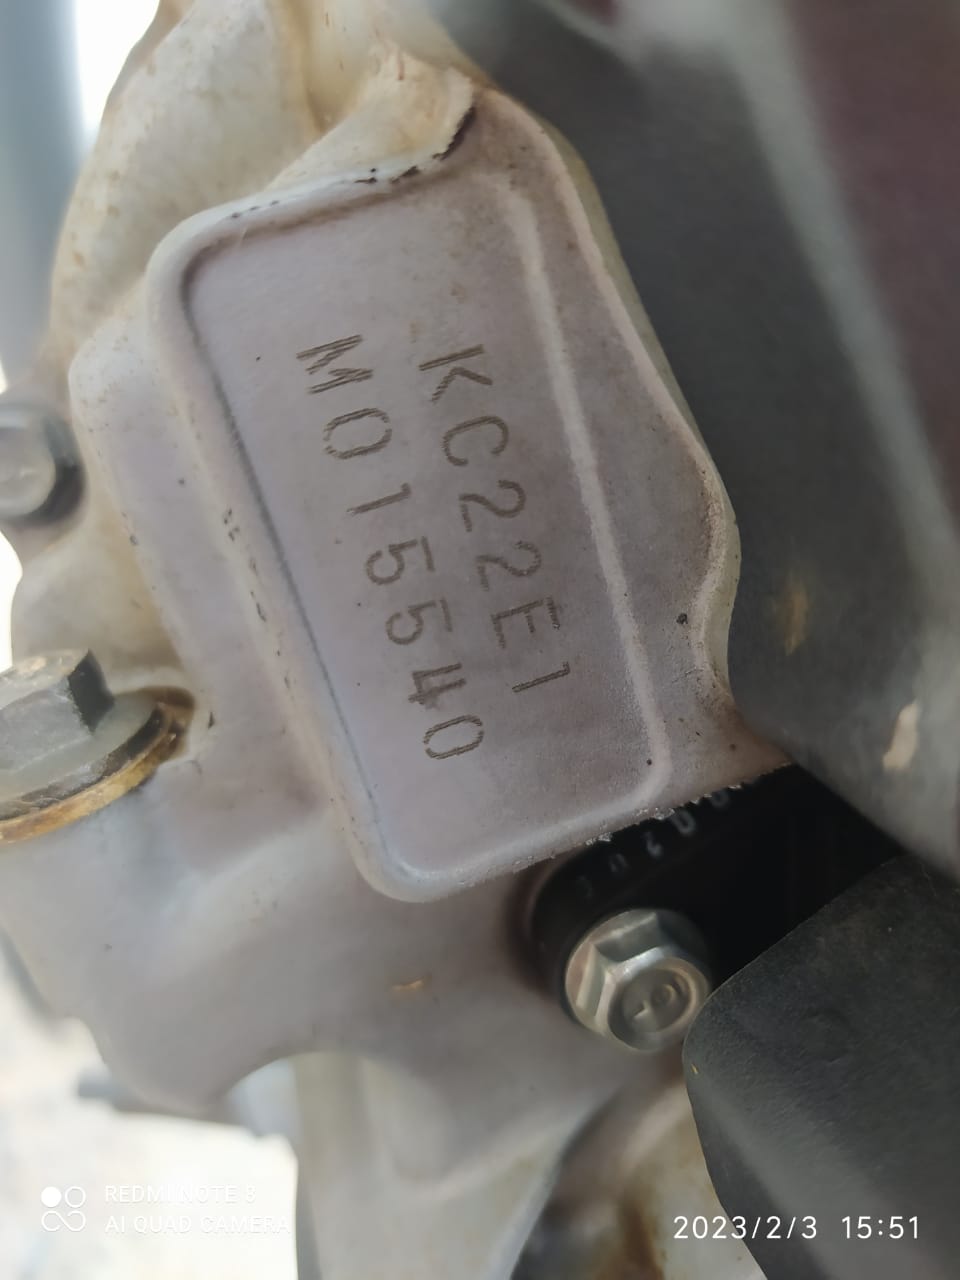 KC22E1
M015540
REDMI NOTE 8
AI QUAD CAMERA
2023/2/3 15:51